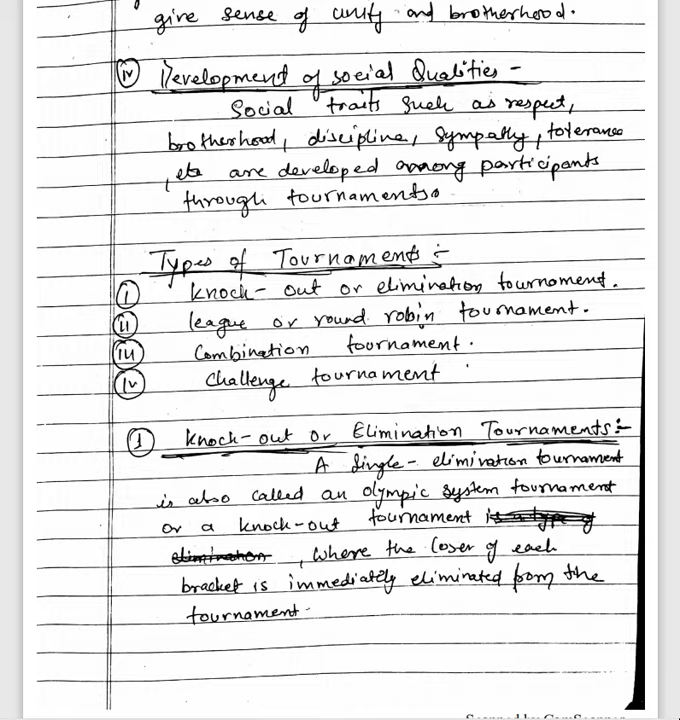 give sense of unity and brotherhood.
(iv) Development of social Qualities -
Social traits such as respect,
brotherhood, discipline, sympathy, tolerance
, etc are developed among participants
through tournaments.
Types of Tournaments :-
(i) Knock-out or elimination tournament.
(ii) league or round robin tournament.
(iii) Combination tournament.
(iv) Challenge tournament
(1) Knock-out or Elimination Tournaments:-
A Single-elimination tournament
is also called an Olympic system tournament
or a knock-out tournament is a type of
elimination, where the loser of each
bracket is immediately eliminated from the
tournament-